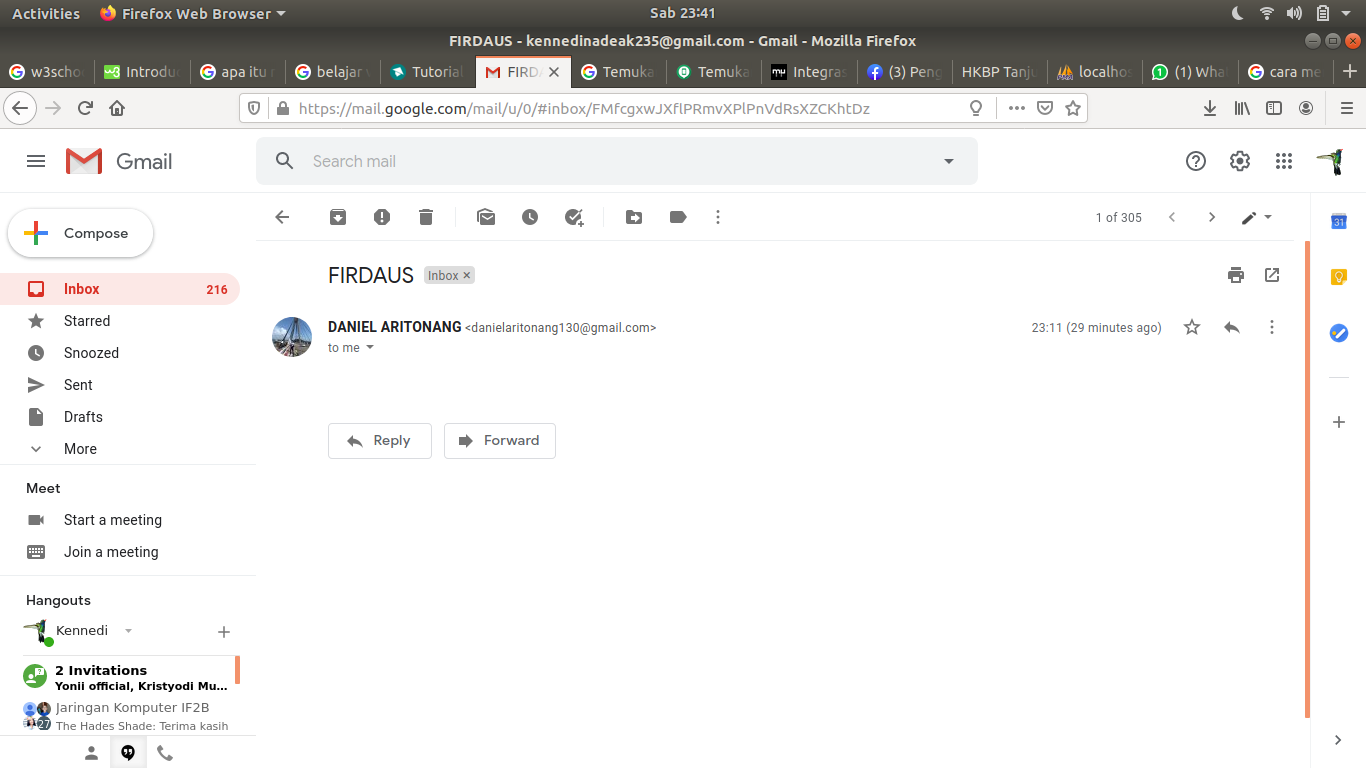 Activities Firefox Web Browser Sab 23:41
FIRDAUS - kennedinadeak235@gmail.com - Gmail - Mozilla Firefox
w3scho Introdu apa itu belajar Tutorial FIRDA Temuka Temuka Integras (3) Peng HKBP Tanju localhos (1) Wha cara me
https://mail.google.com/mail/u/0/#inbox/FMfcgxwJXflPRmvXPlPnVdRsXZCKhtDz
Gmail Search mail
Compose 1 of 305
31
FIRDAUS Inbox ×
Inbox 216
DANIEL ARITONANG <danielaritonang130@gmail.com> 23:11 (29 minutes ago)
to me
Starred
Snoozed
Sent
Drafts
More
Reply Forward
Meet
Start a meeting
Join a meeting
Hangouts
Kennedi
2 Invitations
Yonii official, Kristyodi Mu...
Jaringan Komputer IF2B
27 The Hades Shade: Terima kasih